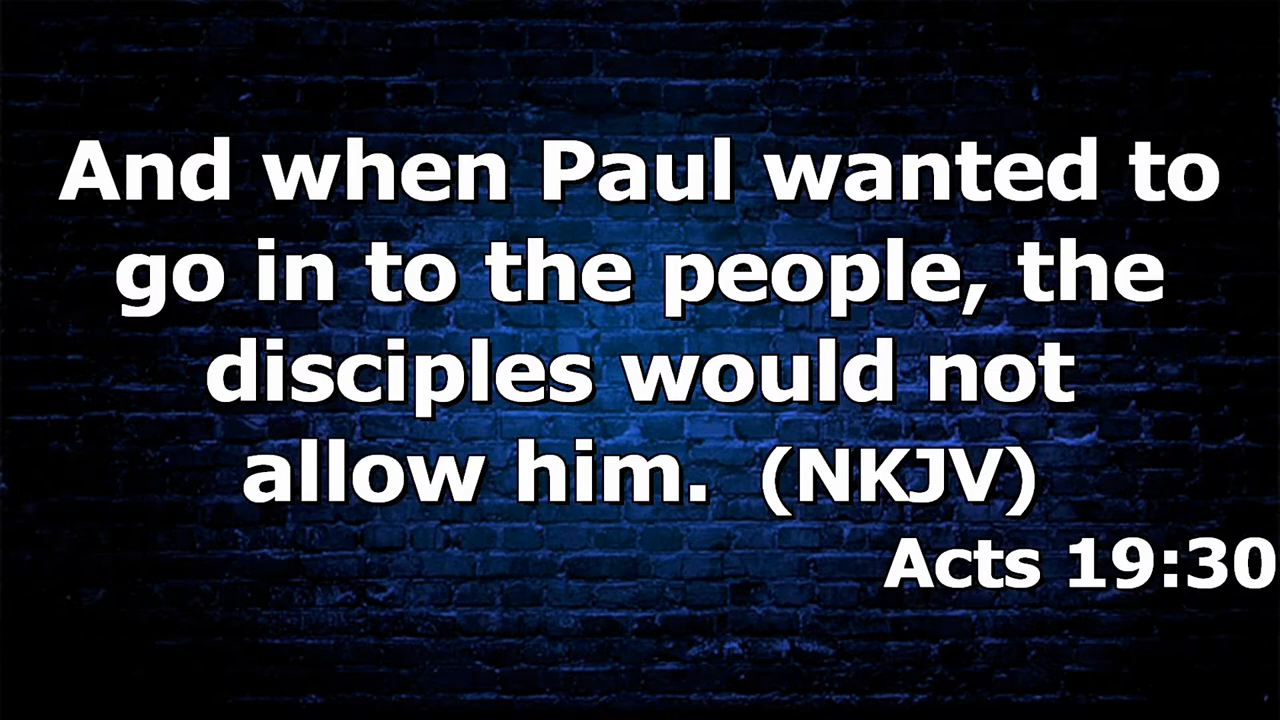 And when Paul wanted to
go in to the people, the
disciples would not
allow him.  (NKJV)
Acts 19:30